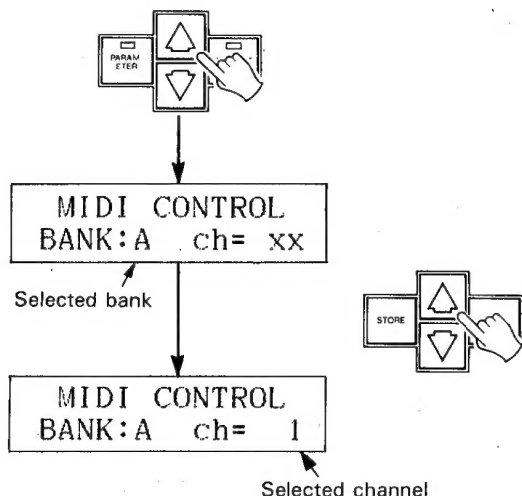 PARAM
ETER
MIDI CONTROL
BANK:A ch= xx
Selected bank
STORE
MIDI CONTROL
BANK:A ch= 1
Selected channel